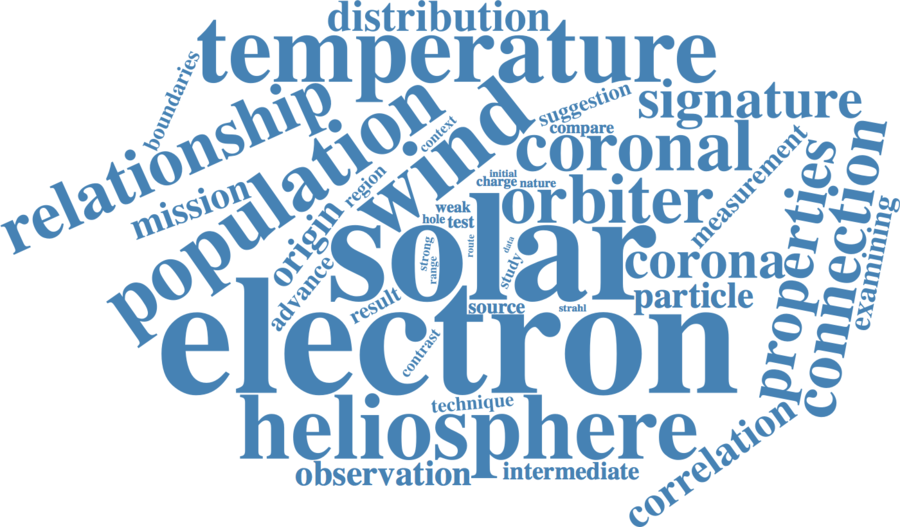 distribution
temperature
boundaries
relationship
population
context
wind
suggestion
compare
signature
mission
region
origin
advance
initial
charge
nature
coronal
orbiter
measurement
properties
connection
examining
weak
hole
test
solar
strong
range
route
data
study
corona
particle
result
source
strahl
electron
contrast
technique
heliosphere
correlation
observation
intermediate